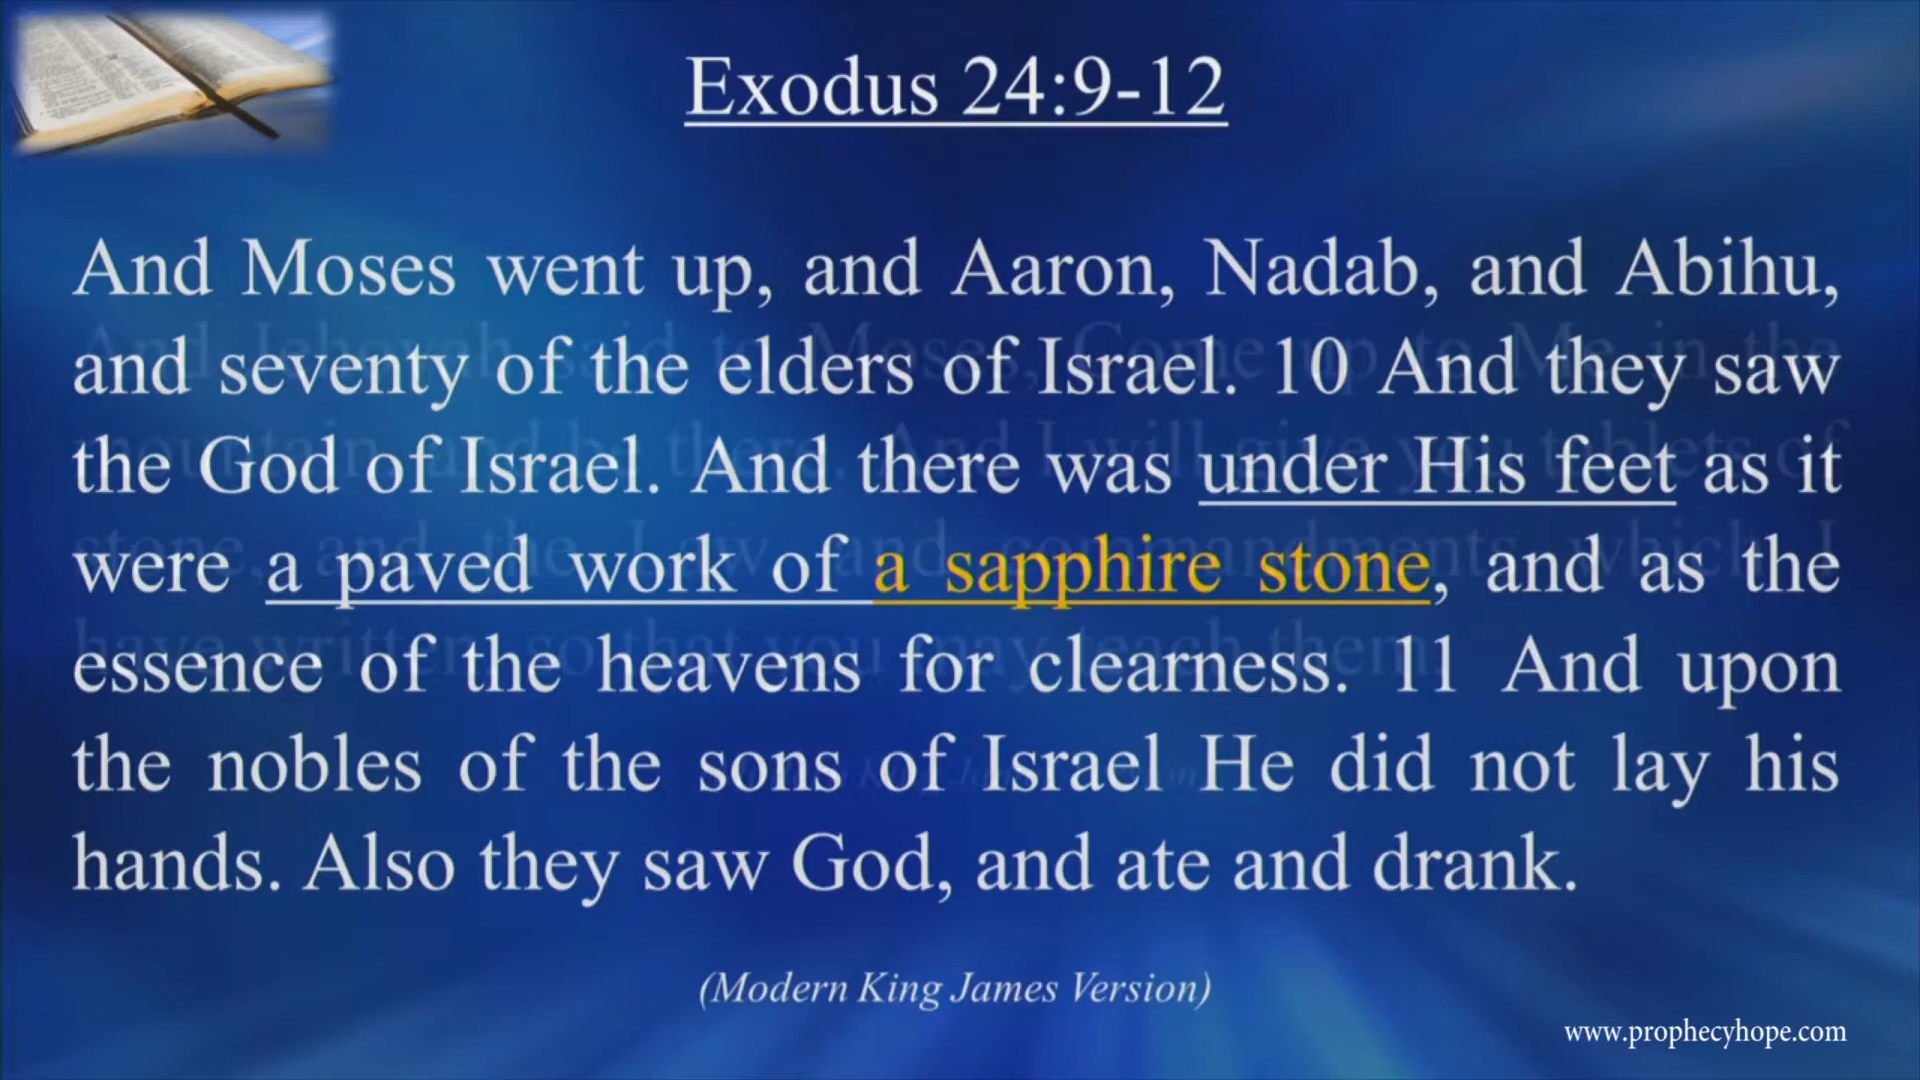 Exodus 24:9-12
And Moses went up, and Aaron, Nadab, and Abihu,
and seventy of the elders of Israel. 10 And they saw
the God of Israel. And there was under His feet as it
were a paved work of a sapphire stone, and as the
essence of the heavens for clearness. 11 And upon
the nobles of the sons of Israel He did not lay his
hands. Also they saw God, and ate and drank.
(Modern King James Version)
www.prophecyhope.com